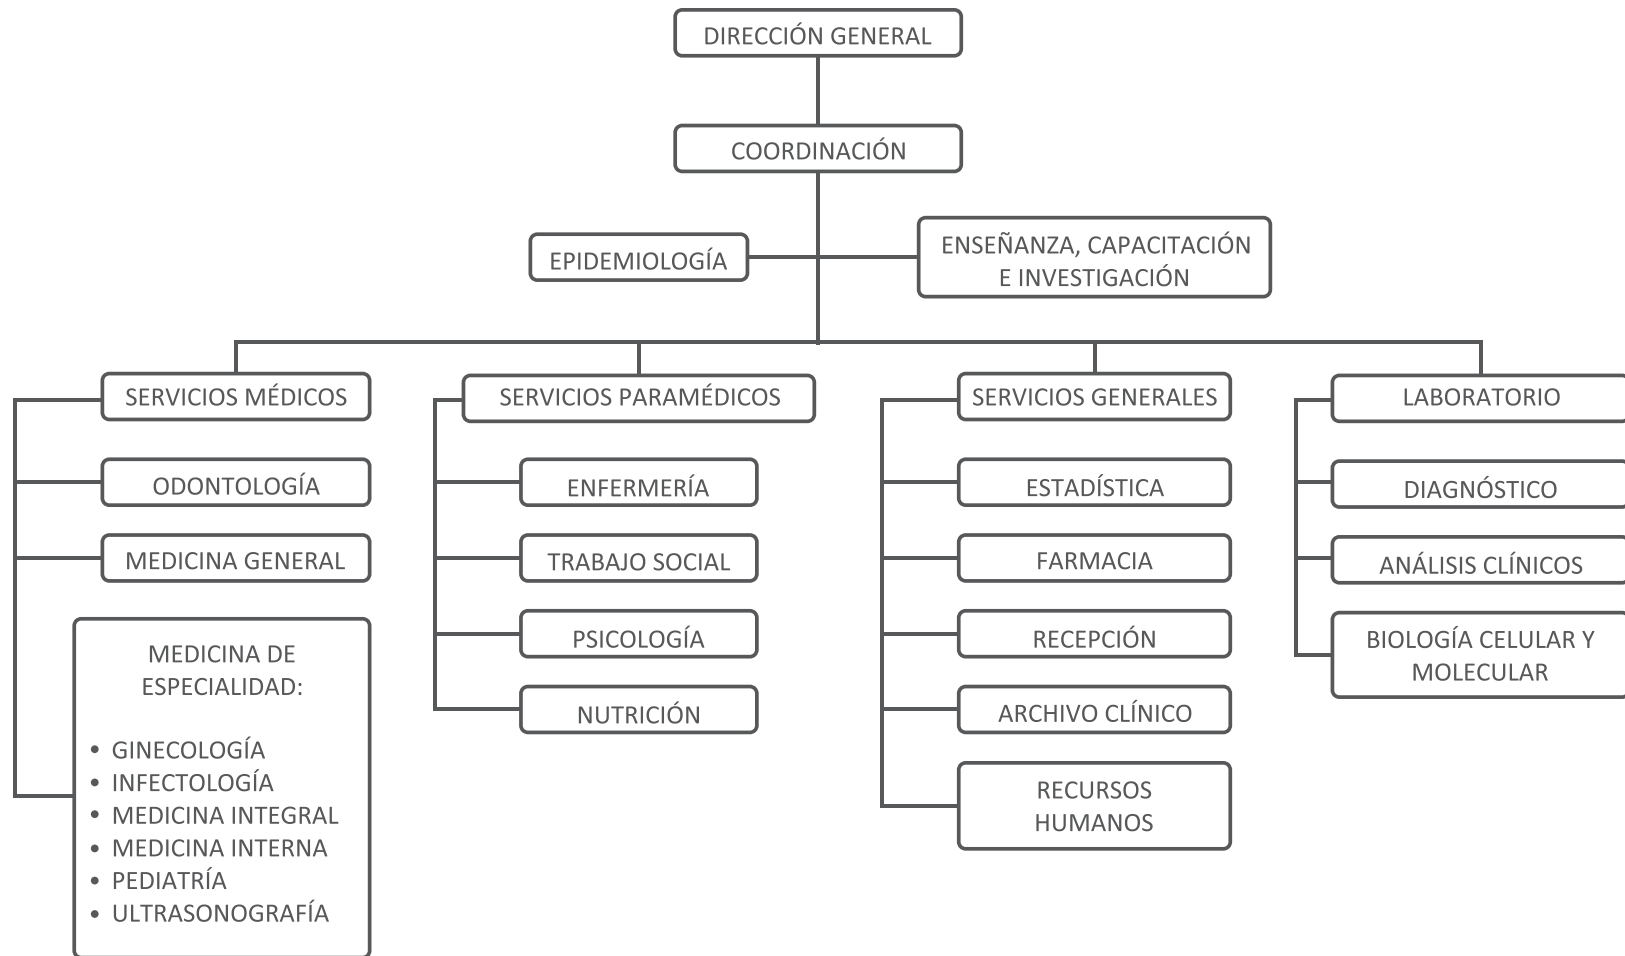 DIRECCIÓN GENERAL
COORDINACIÓN
EPIDEMIOLOGÍA
ENSEÑANZA, CAPACITACIÓN
E INVESTIGACIÓN
SERVICIOS MÉDICOS
ODONTOLOGÍA
MEDICINA GENERAL
MEDICINA DE
ESPECIALIDAD:
• GINECOLOGÍA
• INFECTOLOGÍA
• MEDICINA INTEGRAL
• MEDICINA INTERNA
• PEDIATRÍA
• ULTRASONOGRAFÍA
SERVICIOS PARAMÉDICOS
ENFERMERÍA
TRABAJO SOCIAL
PSICOLOGÍA
NUTRICIÓN
SERVICIOS GENERALES
ESTADÍSTICA
FARMACIA
RECEPCIÓN
ARCHIVO CLÍNICO
RECURSOS
HUMANOS
LABORATORIO
DIAGNÓSTICO
ANÁLISIS CLÍNICOS
BIOLOGÍA CELULAR Y
MOLECULAR